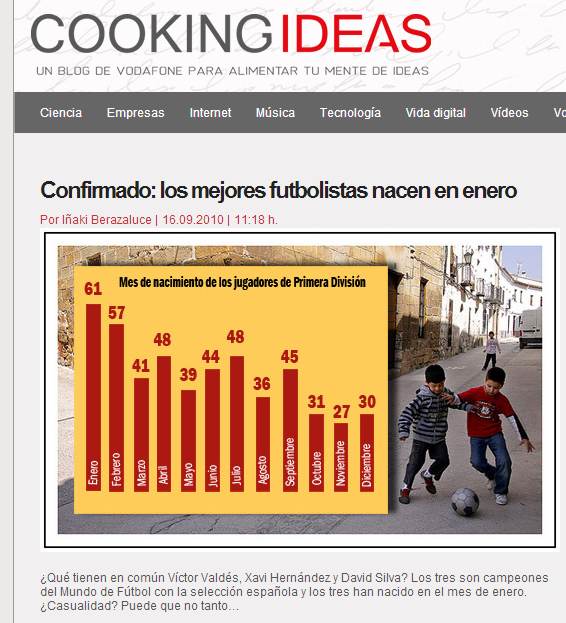 COOKINGIDEAS
UN BLOG DE VODAFONE PARA ALIMENTAR TU MENTE DE IDEAS
Ciencia Empresas Internet Música Tecnología Vida digital Vídeos Vo
Confirmado: los mejores futbolistas nacen en enero
Por Iñaki Berazaluce | 16.09.2010 | 11:18 h.
Mes de nacimiento de los jugadores de Primera División
61 57 41 48 39 44 48 36 45 31 27 30
Enero Febrero Marzo Abril Mayo Junio Julio Agosto Septiembre Octubre Noviembre Diciembre
¿Qué tienen en común Víctor Valdés, Xavi Hernández y David Silva? Los tres son campeones
del Mundo de Fútbol con la selección española y los tres han nacido en el mes de enero.
¿Casualidad? Puede que no tanto...